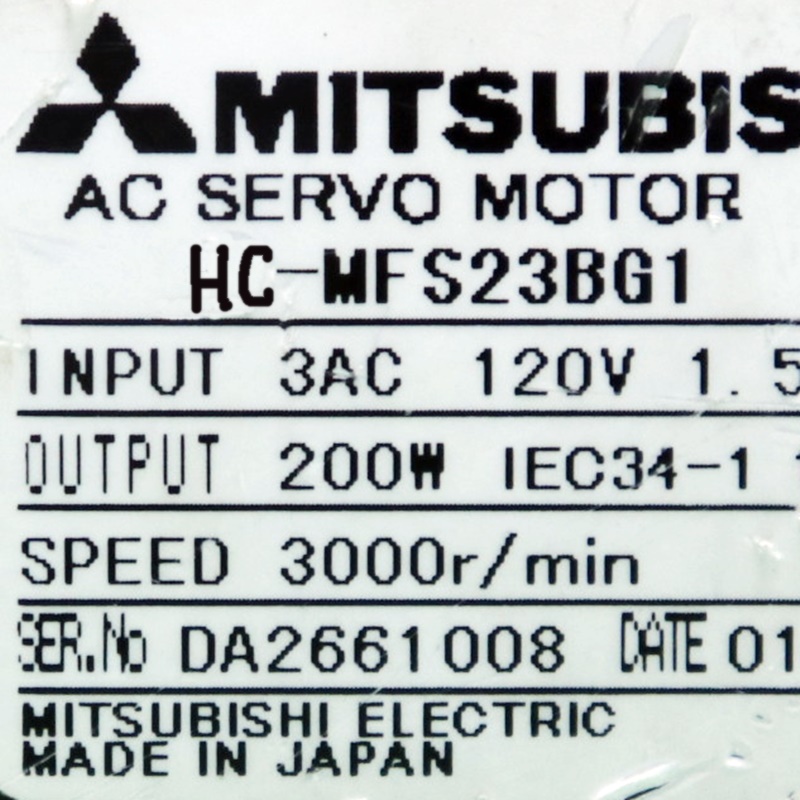 MITSUBIS
AC SERVO MOTOR
HC-MFS23BG1
INPUT 3AC 120V 1.5
OUTPUT 200W IEC34-1
SPEED 3000r/min
SER.No DA2661008 DATE 01
MITSUBISHI ELECTRIC
MADE IN JAPAN